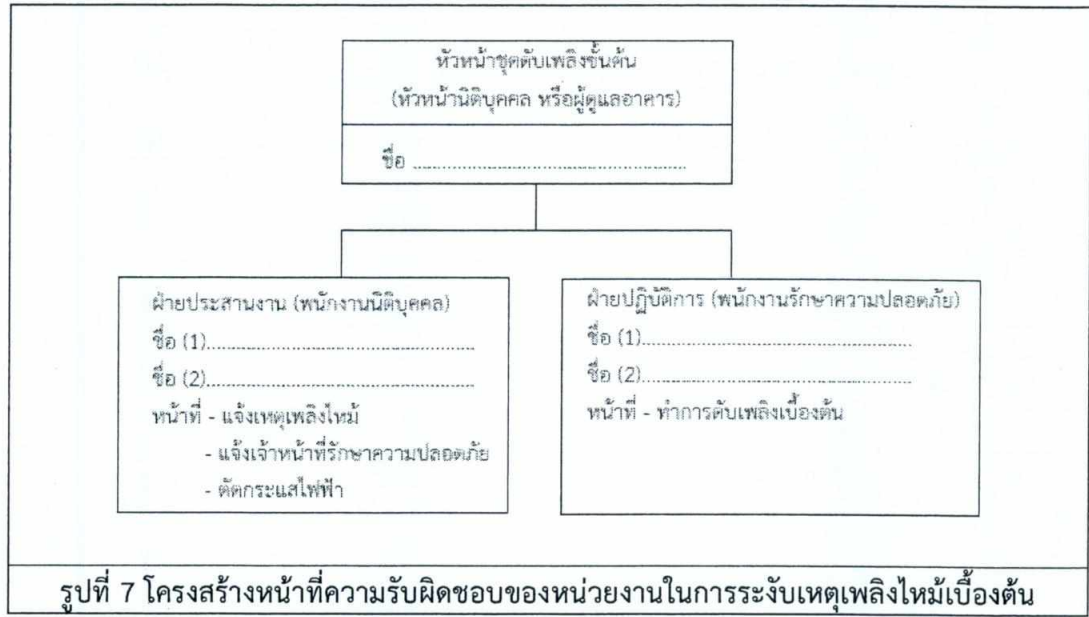 หัวหน้าชุดดับเพลิงขั้นต้น
(หัวหน้านิติบุคคล หรือผู้ดูแลอาคาร)
ชื่อ ........................................................
ฝ่ายประสานงาน (พนักงานนิติบุคคล)
ชื่อ (1)......................................................
ชื่อ (2)......................................................
หน้าที่ - แจ้งเหตุเพลิงไหม้
- แจ้งเจ้าหน้าที่รักษาความปลอดภัย
- ตัดกระแสไฟฟ้า
ฝ่ายปฏิบัติการ (พนักงานรักษาความปลอดภัย)
ชื่อ (1)......................................................
ชื่อ (2)......................................................
หน้าที่ - ทำการดับเพลิงเบื้องต้น
รูปที่ 7 โครงสร้างหน้าที่ความรับผิดชอบของหน่วยงานในการระงับเหตุเพลิงไหม้เบื้องต้น